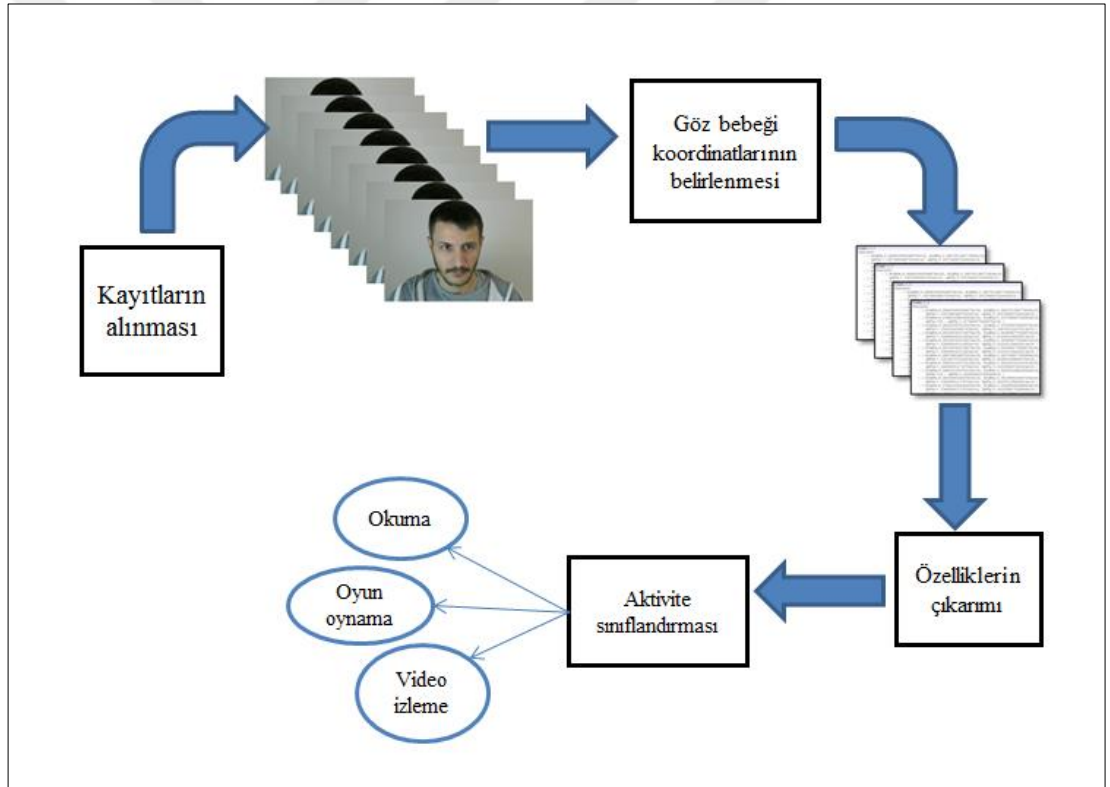 Kayıtların
alınması
Göz bebeği
koordinatlarının
belirlenmesi
Özelliklerin
çıkarımı
Aktivite
sınıflandırması
Okuma
Oyun
oynama
Video
izleme